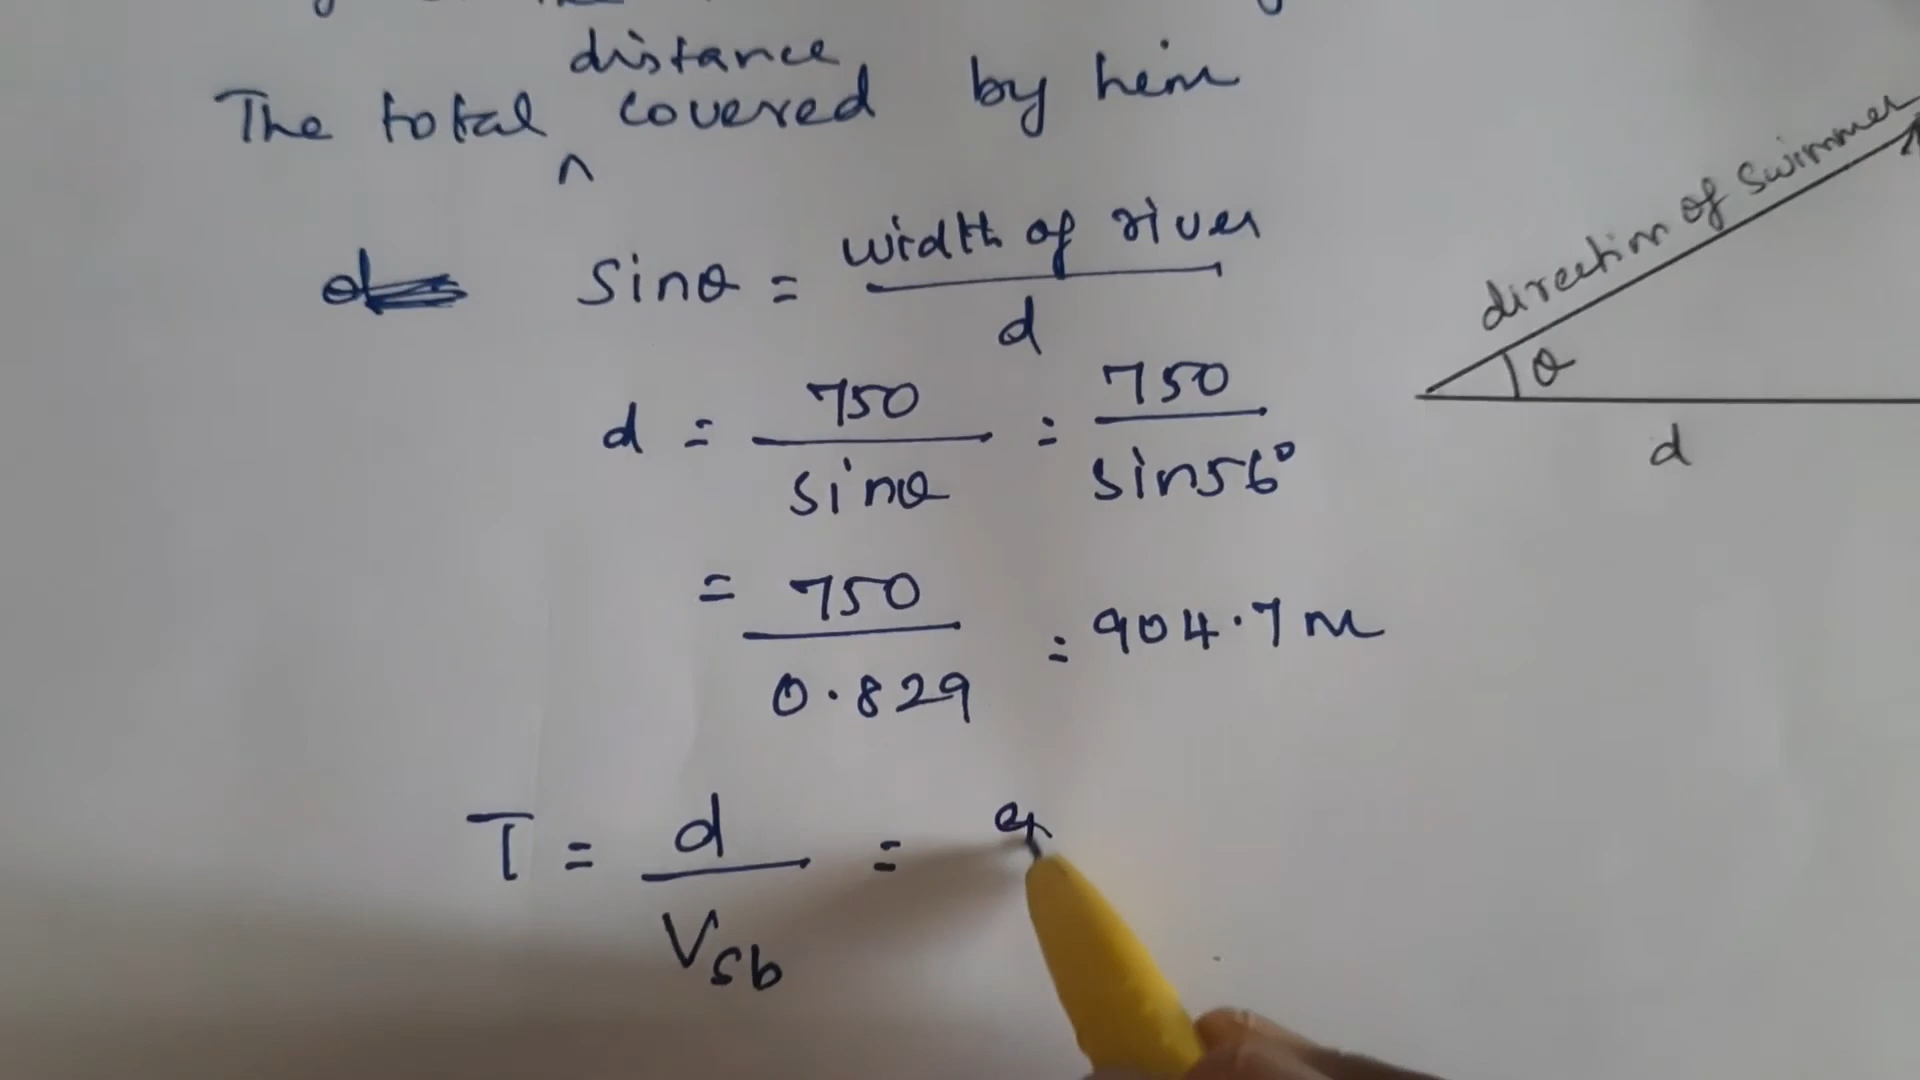 distance
The total ^ covered by him
Sinθ = width of river / d
d = 750 / sinθ = 750 / sin56°
= 750 / 0.829 = 904.7 m
T = d / Vsb = 9
direction of swimmer
θ
d